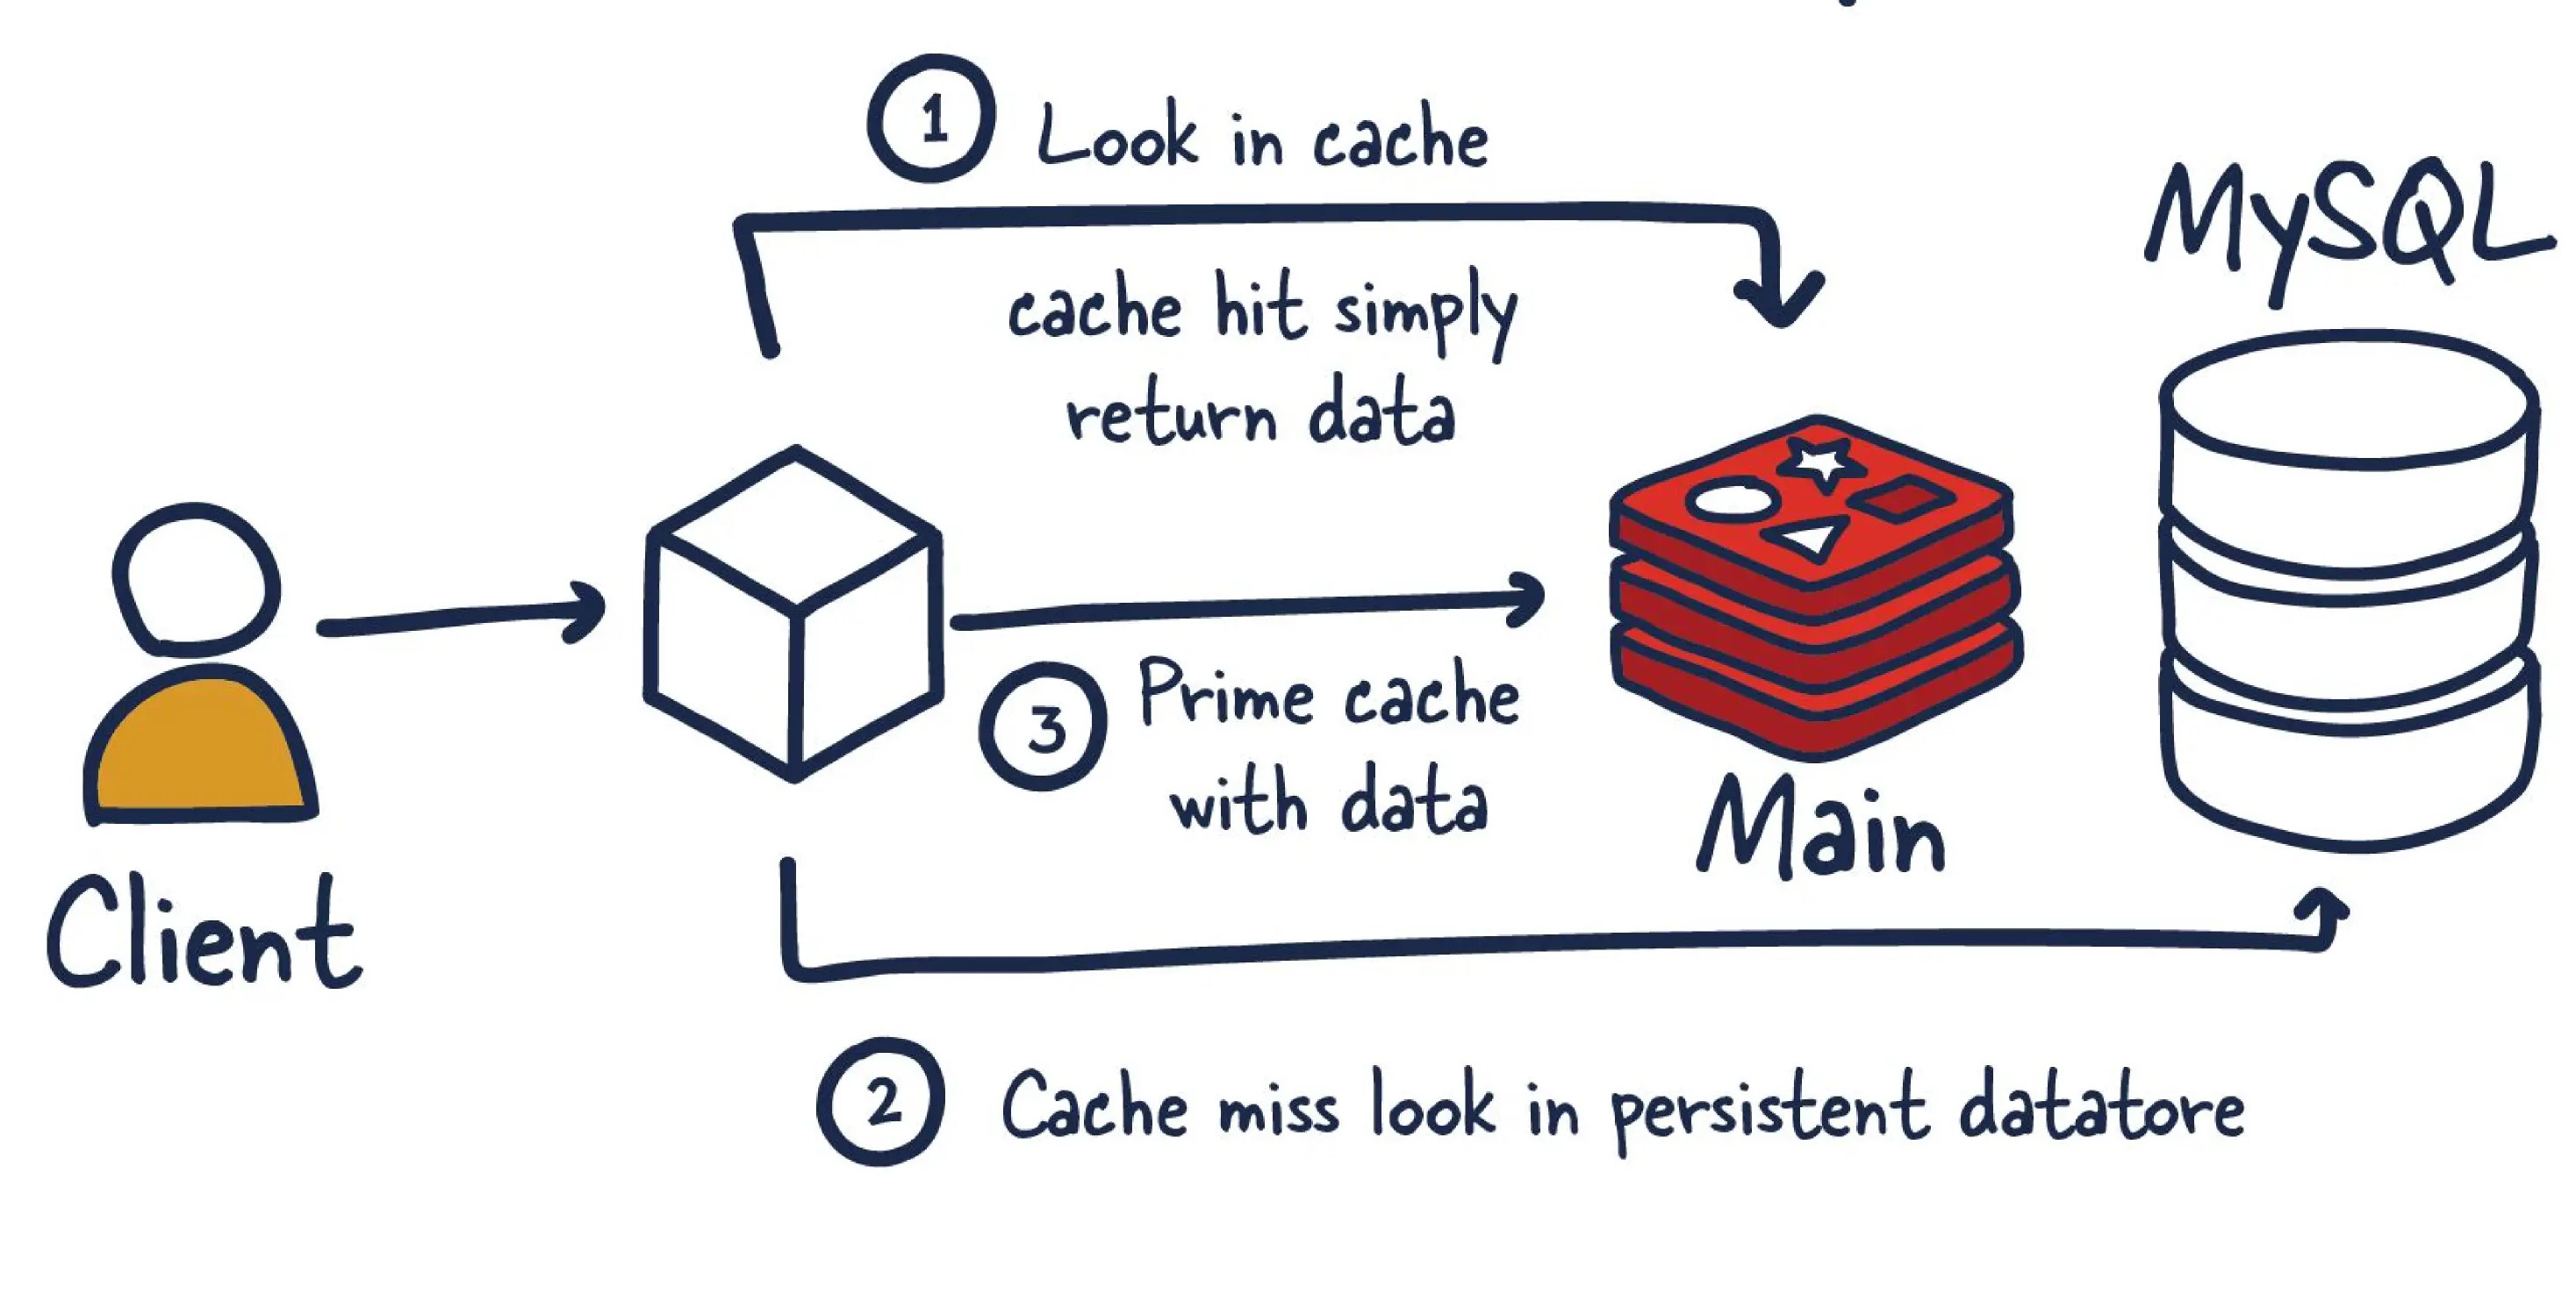 1 Look in cache
cache hit simply
return data
MySQL
3 Prime cache
with data
Main
Client
2 Cache miss look in persistent datatore